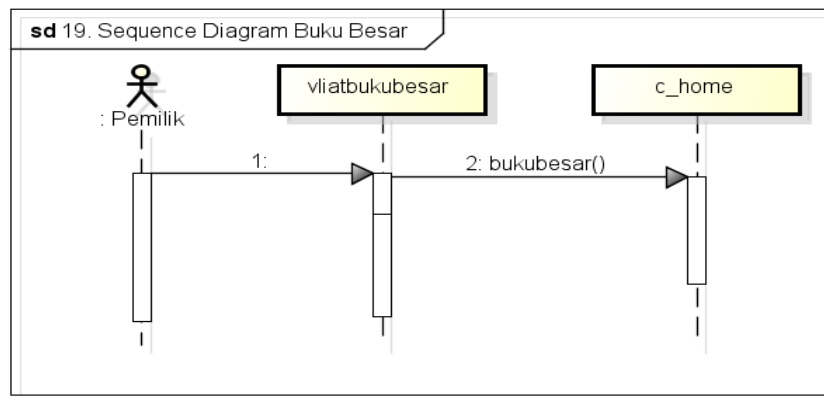 sd 19. Sequence Diagram Buku Besar
: Pemilik
vliatbukubesar
c_home
1:
2: bukubesar()